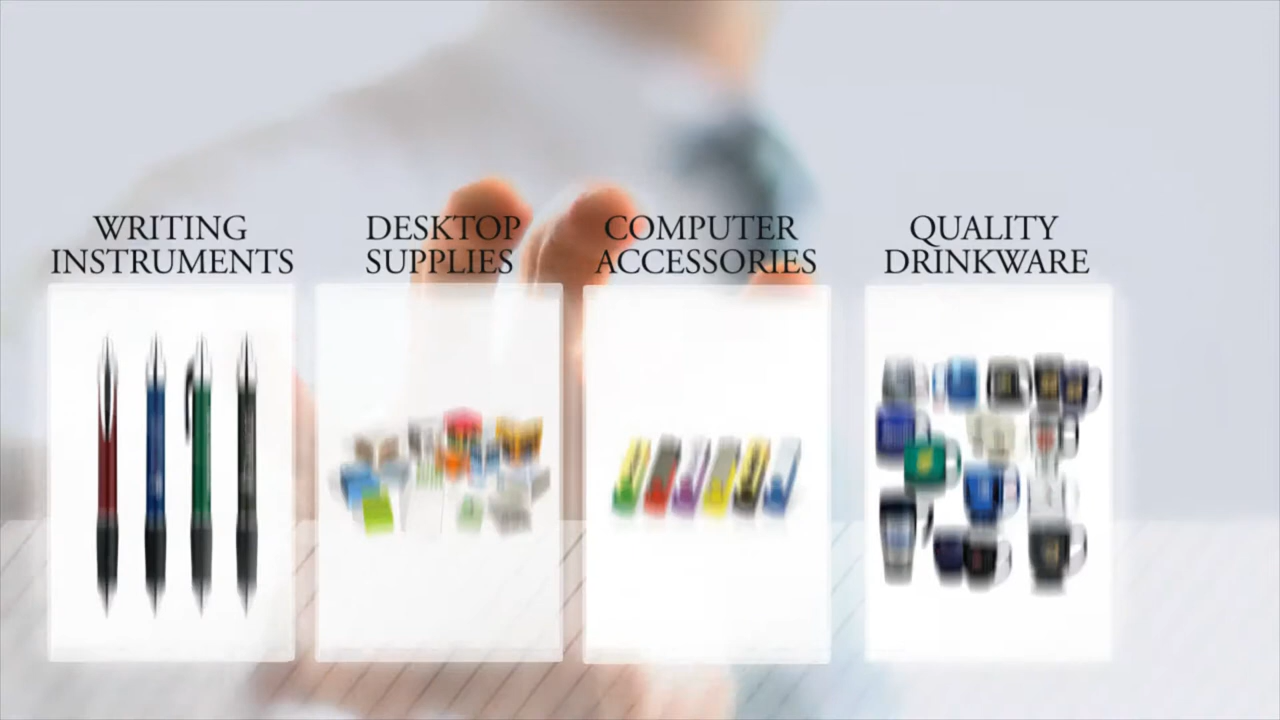 WRITING
INSTRUMENTS
DESKTOP
SUPPLIES
COMPUTER
ACCESSORIES
QUALITY
DRINKWARE